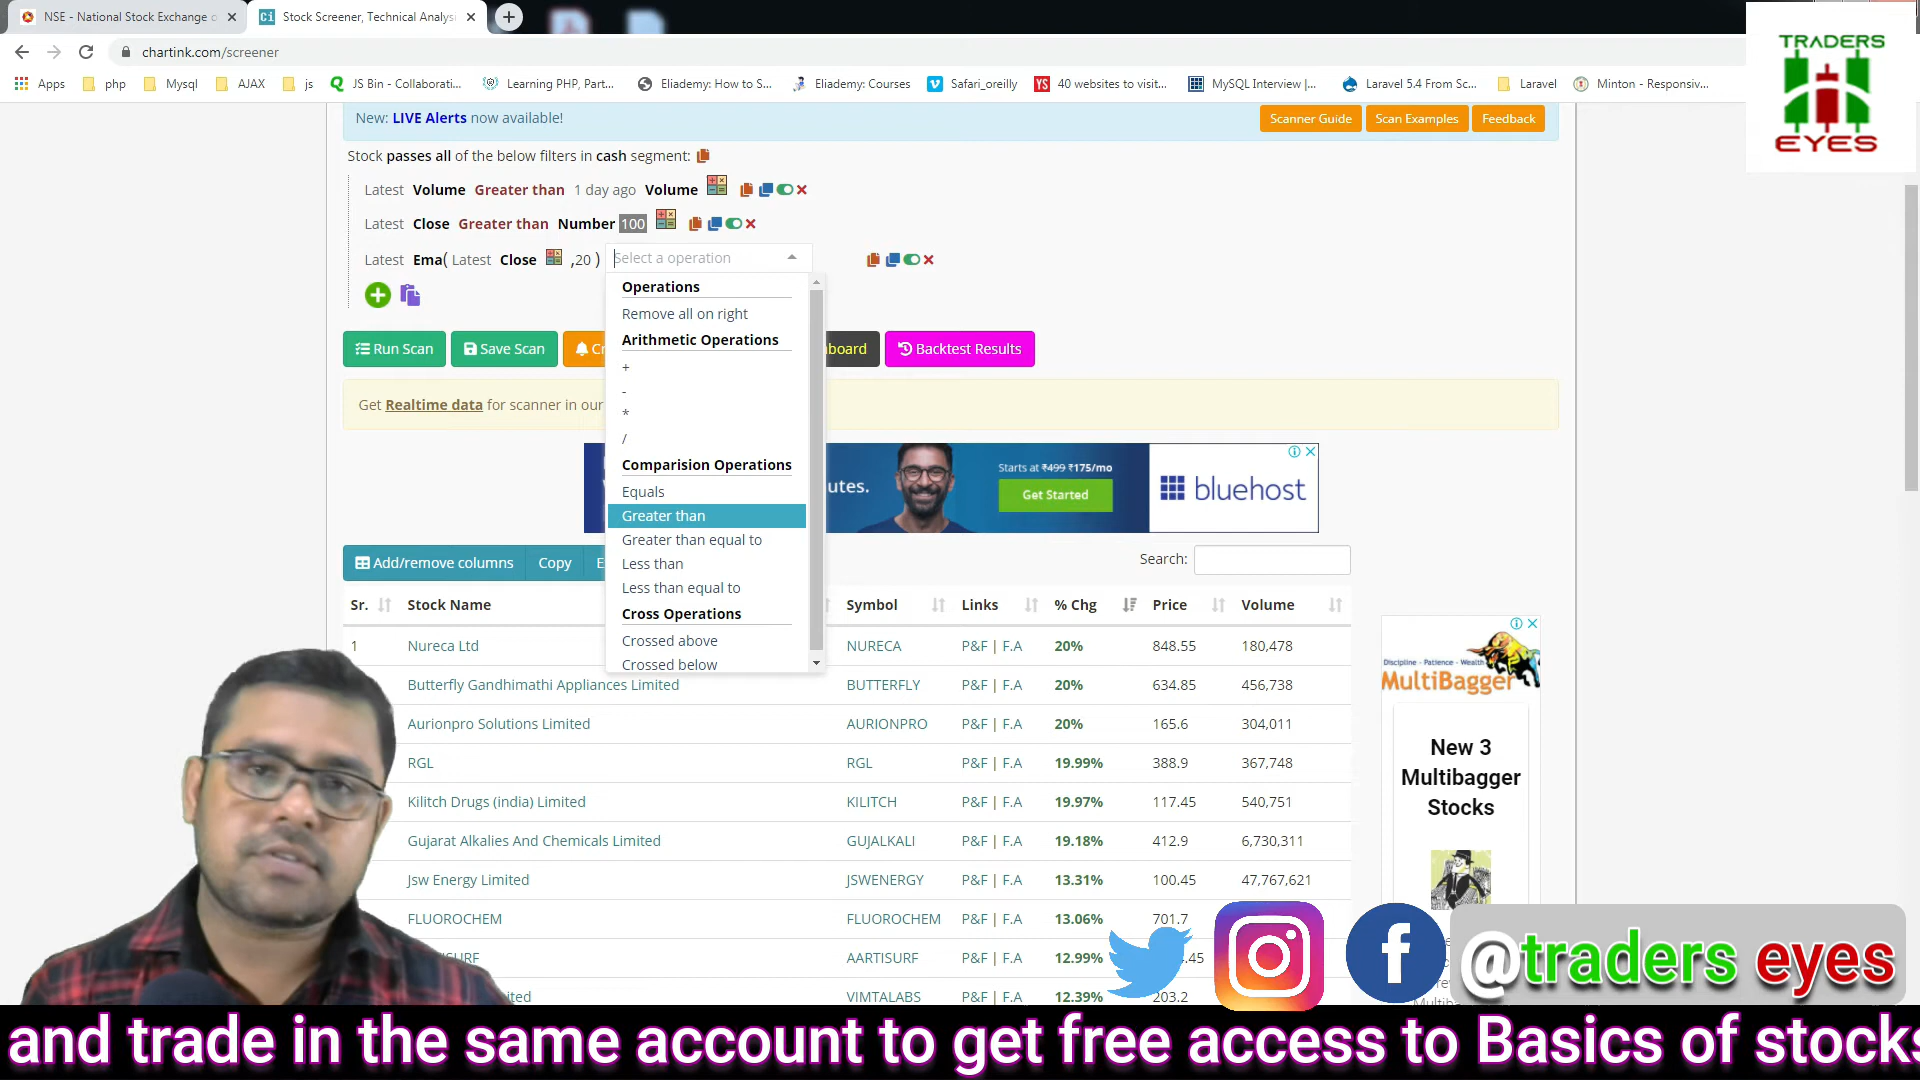 NSE - National Stock Exchange o
Stock Screener, Technical Analysi
chartink.com/screener
Apps
php
Mysql
AJAX
js
JS Bin - Collaborati...
Learning PHP, Part...
Eliademy: How to S...
Eliademy: Courses
Safari_oreilly
40 websites to visit...
MySQL Interview |...
Laravel 5.4 From Sc...
Laravel
Minton - Responsiv...
TRADERS
EYES
New: LIVE Alerts now available!
Scanner Guide
Scan Examples
Feedback
Stock passes all of the below filters in cash segment:
Latest Volume Greater than 1 day ago Volume
Latest Close Greater than Number 100
Latest Ema( Latest Close ,20 ) Select a operation
Operations
Remove all on right
Arithmetic Operations
+
-
*
/
Comparision Operations
Equals
Greater than
Greater than equal to
Less than
Less than equal to
Cross Operations
Crossed above
Crossed below
Run Scan
Save Scan
Cr
board
Backtest Results
Get Realtime data for scanner in our
utes.
Starts at ₹499 ₹175/mo
Get Started
bluehost
Add/remove columns
Copy
E
Search:
Sr. Stock Name Symbol Links % Chg Price Volume
1 Nureca Ltd NURECA P&F | F.A 20% 848.55 180,478
Butterfly Gandhimathi Appliances Limited BUTTERFLY P&F | F.A 20% 634.85 456,738
Aurionpro Solutions Limited AURIONPRO P&F | F.A 20% 165.6 304,011
RGL RGL P&F | F.A 19.99% 388.9 367,748
Kilitch Drugs (india) Limited KILITCH P&F | F.A 19.97% 117.45 540,751
Gujarat Alkalies And Chemicals Limited GUJALKALI P&F | F.A 19.18% 412.9 6,730,311
Jsw Energy Limited JSWENERGY P&F | F.A 13.31% 100.45 47,767,621
FLUOROCHEM FLUOROCHEM P&F | F.A 13.06% 701.7
SURF AARTISURF P&F | F.A 12.99% .45
ited VIMTALABS P&F | F.A 12.39% 203.2
Discipline - Patience - Wealth
MultiBagger
New 3
Multibagger
Stocks
@traders eyes
and trade in the same account to get free access to Basics of stocks